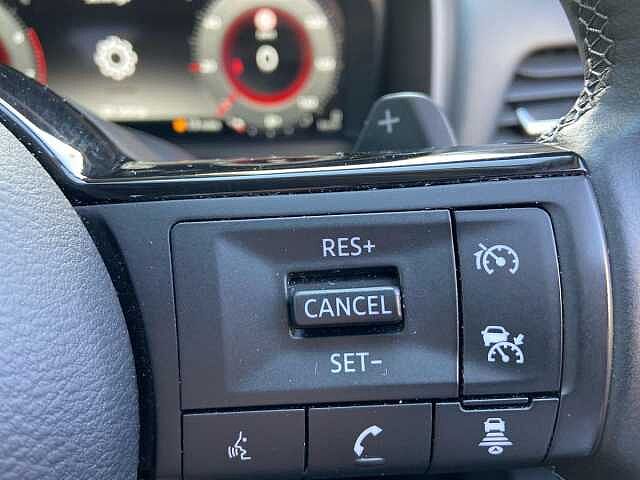 +
RES+
CANCEL
SET-